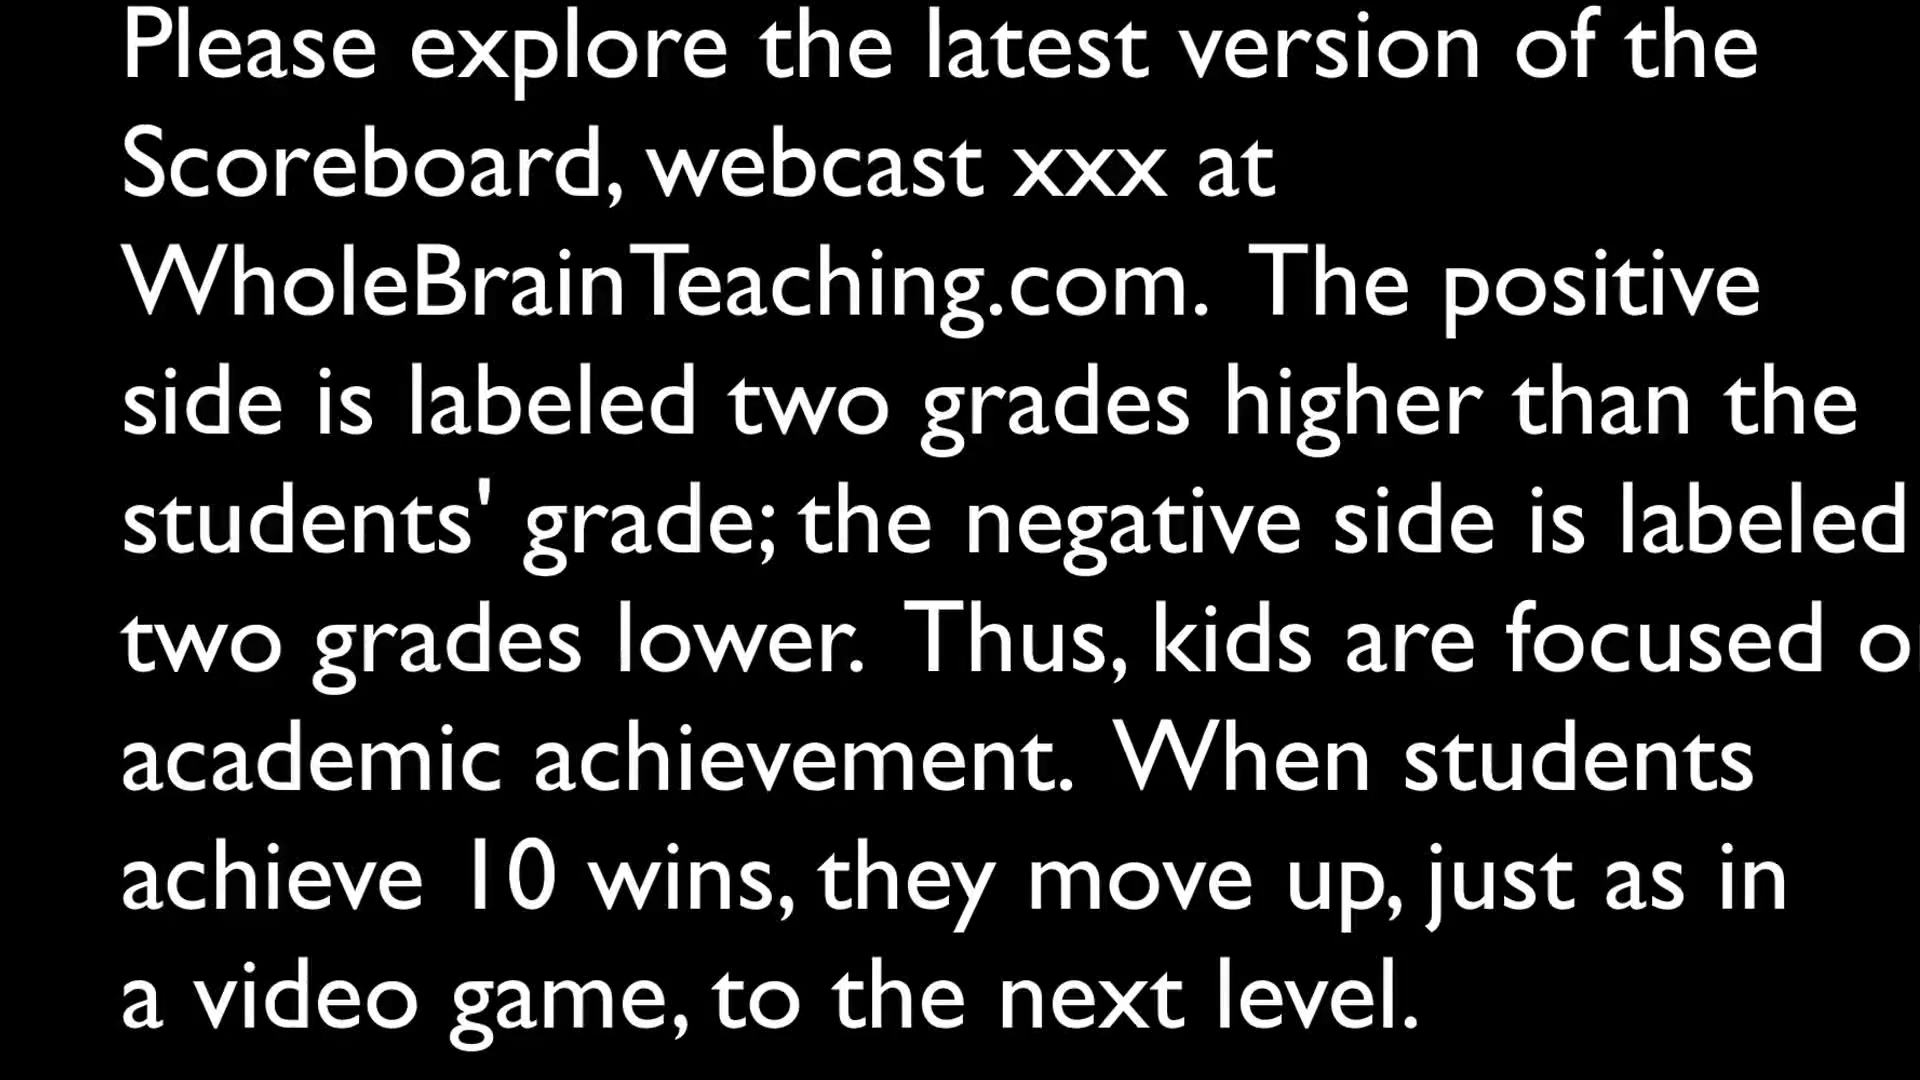 Please explore the latest version of the
Scoreboard, webcast xxx at
WholeBrainTeaching.com.  The positive
side is labeled two grades higher than the
students' grade; the negative side is labeled
two grades lower.  Thus, kids are focused
academic achievement.  When students
achieve 10 wins, they move up, just as in
a video game, to the next level.